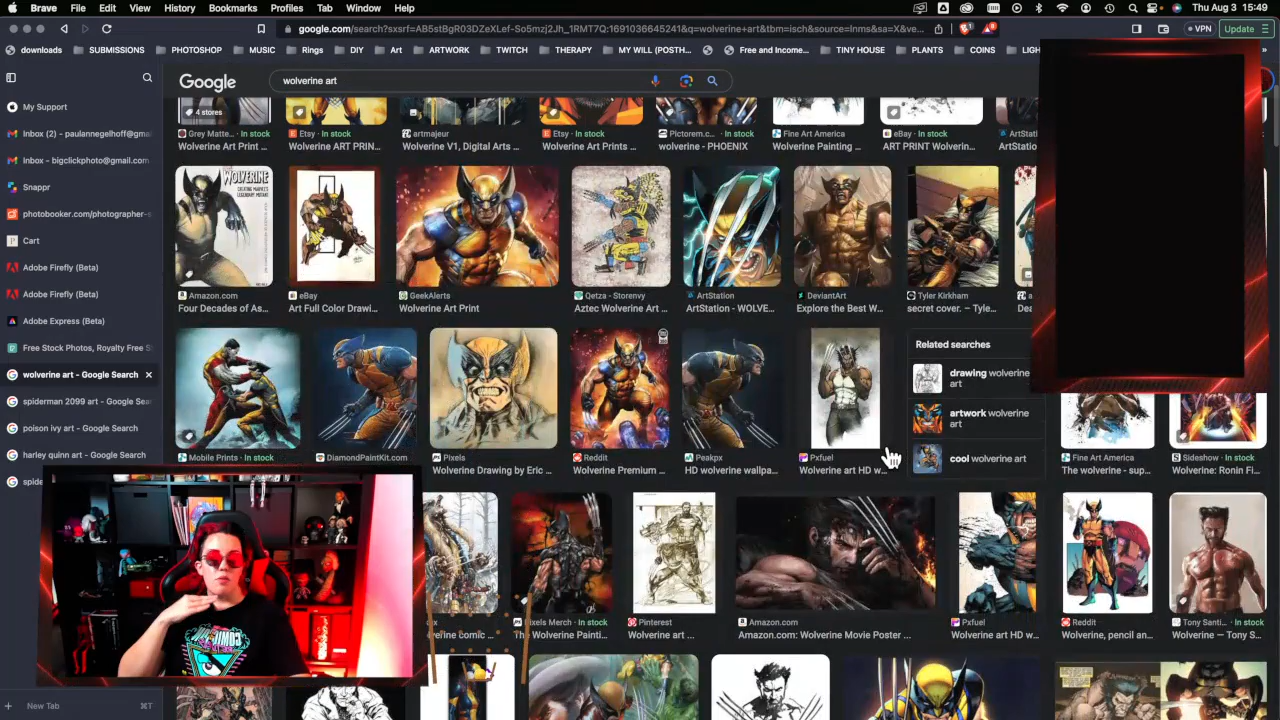 Brave File Edit View History Bookmarks Profiles Tab Window Help
Thu Aug 3 15:49
google.com/search?sxsrf=AB5stBgR03DZeXLef-So5mzj2Jh_1RMT7Q:1691036645241&q=wolverine+art&tbm=isch&source=lnms&sa=X&ve...
VPN
Update
downloads SUBMISSIONS PHOTOSHOP MUSIC Rings DIY Art ARTWORK TWITCH THERAPY MY WILL (POSTH... Free and Income... TINY HOUSE PLANTS COINS LIGH
My Support
Inbox (2) - paulannegelhoff@gma
Inbox - bigclickphoto@gmail.com
Snappr
photobooker.com/photographer-s
Cart
Adobe Firefly (Beta)
Adobe Firefly (Beta)
Adobe Express (Beta)
Free Stock Photos, Royalty Free S
wolverine art - Google Search
spiderman 2099 art - Google Sea
poison ivy art - Google Search
harley quinn art - Google Search
spide
New Tab ⌘T
Google
wolverine art
4 stores
Grey Matte... · In stock
Wolverine Art Print ...
Etsy · In stock
Wolverine ART PRIN...
artmajeur
Wolverine V1, Digital Arts ...
Etsy · In stock
Wolverine Art Prints ...
Pictorem.c... · In stock
wolverine - PHOENIX
Fine Art America
Wolverine Painting ...
eBay · In stock
ART PRINT Wolverin...
ArtStati
ArtStation
WOLVERINE
Amazon.com
Four Decades of As...
eBay
Art Full Color Drawi...
GeekAlerts
Wolverine Art Print
Qetza - Storenvy
Aztec Wolverine Art ...
ArtStation
ArtStation - WOLVE...
DeviantArt
Explore the Best W...
Tyler Kirkham
secret cover. – Tyle...
Mobile Prints · In stock
DiamondPaintKit.com
Pixels
Wolverine Drawing by Eric ...
Reddit
Wolverine Premium ...
Peakpx
HD wolverine wallpa...
Pxfuel
Wolverine art HD w...
Related searches
drawing wolverine art
artwork wolverine art
cool wolverine art
Fine Art America
The wolverine - sup...
Sideshow · In stock
Wolverine: Ronin Fi...
verine comic ...
Pixels Merch · In stock
The Wolverine Painti...
Pinterest
Wolverine art ...
Amazon.com
Amazon.com: Wolverine Movie Poster ...
Pxfuel
Wolverine art HD w...
Reddit
Wolverine, pencil an...
Tony Santi... · In stock
Wolverine — Tony S...